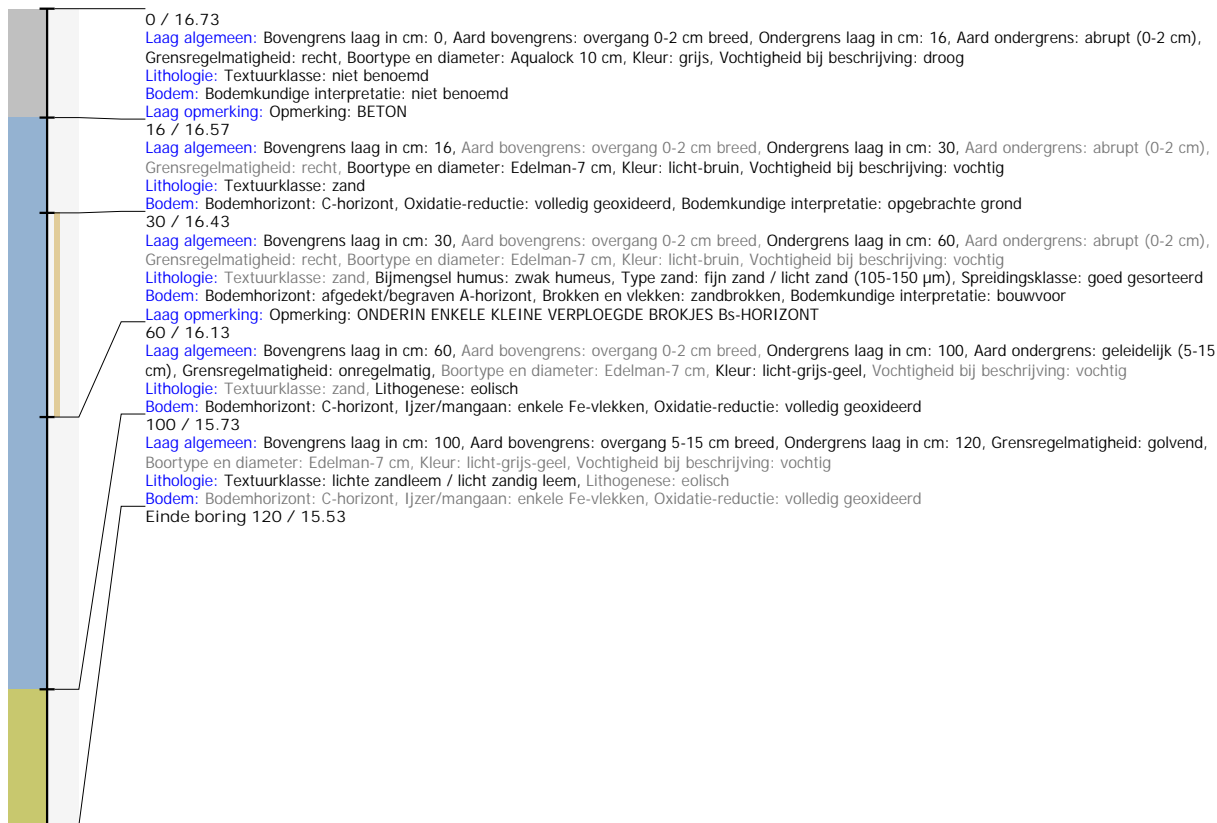 0 / 16.73
Laag algemeen: Bovengrens laag in cm: 0, Aard bovengrens: overgang 0-2 cm breed, Ondergrens laag in cm: 16, Aard ondergrens: abrupt (0-2 cm),
Grensregelmatigheid: recht, Boortype en diameter: Aqualock 10 cm, Kleur: grijs, Vochtigheid bij beschrijving: droog
Lithologie: Textuurklasse: niet benoemd
Bodem: Bodemkundige interpretatie: niet benoemd
Laag opmerking: Opmerking: BETON
16 / 16.57
Laag algemeen: Bovengrens laag in cm: 16, Aard bovengrens: overgang 0-2 cm breed, Ondergrens laag in cm: 30, Aard ondergrens: abrupt (0-2 cm),
Grensregelmatigheid: recht, Boortype en diameter: Edelman-7 cm, Kleur: licht-bruin, Vochtigheid bij beschrijving: vochtig
Lithologie: Textuurklasse: zand
Bodem: Bodemhorizont: C-horizont, Oxidatie-reductie: volledig geoxideerd, Bodemkundige interpretatie: opgebrachte grond
30 / 16.43
Laag algemeen: Bovengrens laag in cm: 30, Aard bovengrens: overgang 0-2 cm breed, Ondergrens laag in cm: 60, Aard ondergrens: abrupt (0-2 cm),
Grensregelmatigheid: recht, Boortype en diameter: Edelman-7 cm, Kleur: licht-bruin, Vochtigheid bij beschrijving: vochtig
Lithologie: Textuurklasse: zand, Bijmengsel humus: zwak humeus, Type zand: fijn zand / licht zand (105-150 µm), Spreidingsklasse: goed gesorteerd
Bodem: Bodemhorizont: afgedekt/begraven A-horizont, Brokken en vlekken: zandbrokken, Bodemkundige interpretatie: bouwvoor
Laag opmerking: Opmerking: ONDERIN ENKELE KLEINE VERPLOEGDE BROKJES Bs-HORIZONT
60 / 16.13
Laag algemeen: Bovengrens laag in cm: 60, Aard bovengrens: overgang 0-2 cm breed, Ondergrens laag in cm: 100, Aard ondergrens: geleidelijk (5-15
cm), Grensregelmatigheid: onregelmatig, Boortype en diameter: Edelman-7 cm, Kleur: licht-grijs-geel, Vochtigheid bij beschrijving: vochtig
Lithologie: Textuurklasse: zand, Lithogenese: eolisch
Bodem: Bodemhorizont: C-horizont, Ijzer/mangaan: enkele Fe-vlekken, Oxidatie-reductie: volledig geoxideerd
100 / 15.73
Laag algemeen: Bovengrens laag in cm: 100, Aard bovengrens: overgang 5-15 cm breed, Ondergrens laag in cm: 120, Grensregelmatigheid: golvend,
Boortype en diameter: Edelman-7 cm, Kleur: licht-grijs-geel, Vochtigheid bij beschrijving: vochtig
Lithologie: Textuurklasse: lichte zandleem / licht zandig leem, Lithogenese: eolisch
Bodem: Bodemhorizont: C-horizont, Ijzer/mangaan: enkele Fe-vlekken, Oxidatie-reductie: volledig geoxideerd
Einde boring 120 / 15.53